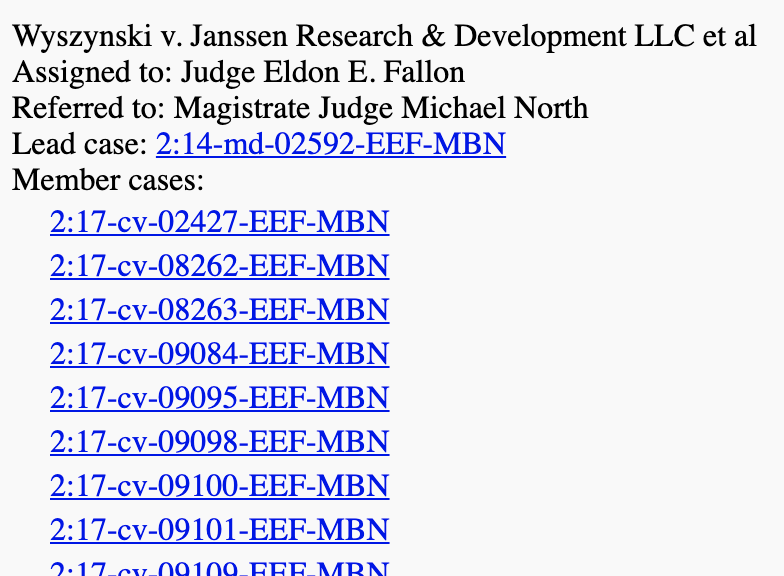 Wyszynski v. Janssen Research & Development LLC et al
Assigned to: Judge Eldon E. Fallon
Referred to: Magistrate Judge Michael North
Lead case: 2:14-md-02592-EEF-MBN
Member cases:
2:17-cv-02427-EEF-MBN
2:17-cv-08262-EEF-MBN
2:17-cv-08263-EEF-MBN
2:17-cv-09084-EEF-MBN
2:17-cv-09095-EEF-MBN
2:17-cv-09098-EEF-MBN
2:17-cv-09100-EEF-MBN
2:17-cv-09101-EEF-MBN
2:17-cv-09109-EEF-MBN